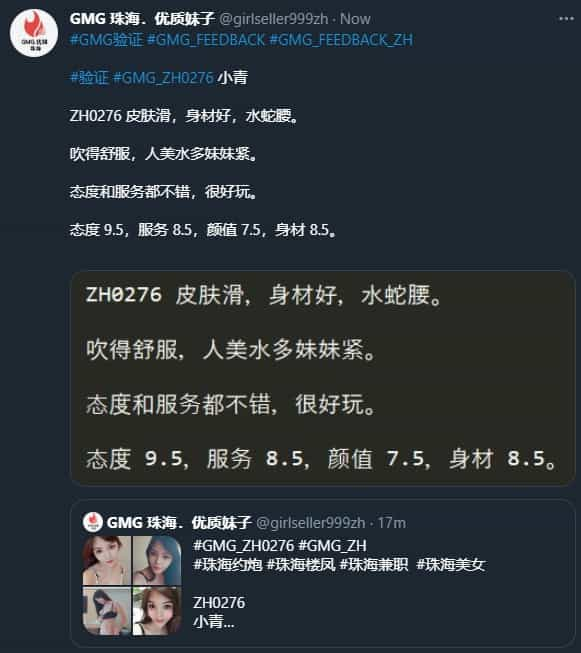 GMG 珠海．优质妹子 @girlseller999zh · Now
#GMG验证 #GMG_FEEDBACK #GMG_FEEDBACK_ZH
#验证 #GMG_ZH0276 小青
ZH0276 皮肤滑，身材好，水蛇腰。
吹得舒服，人美水多妹妹紧。
态度和服务都不错，很好玩。
态度 9.5，服务 8.5，颜值 7.5，身材 8.5。
ZH0276 皮肤滑，身材好，水蛇腰。
吹得舒服，人美水多妹妹紧。
态度和服务都不错，很好玩。
态度 9.5，服务 8.5，颜值 7.5，身材 8.5。
GMG 珠海．优质妹子 @girlseller999zh · 17m
#GMG_ZH0276 #GMG_ZH
#珠海约炮 #珠海楼凤 #珠海兼职 #珠海美女
ZH0276
小青...